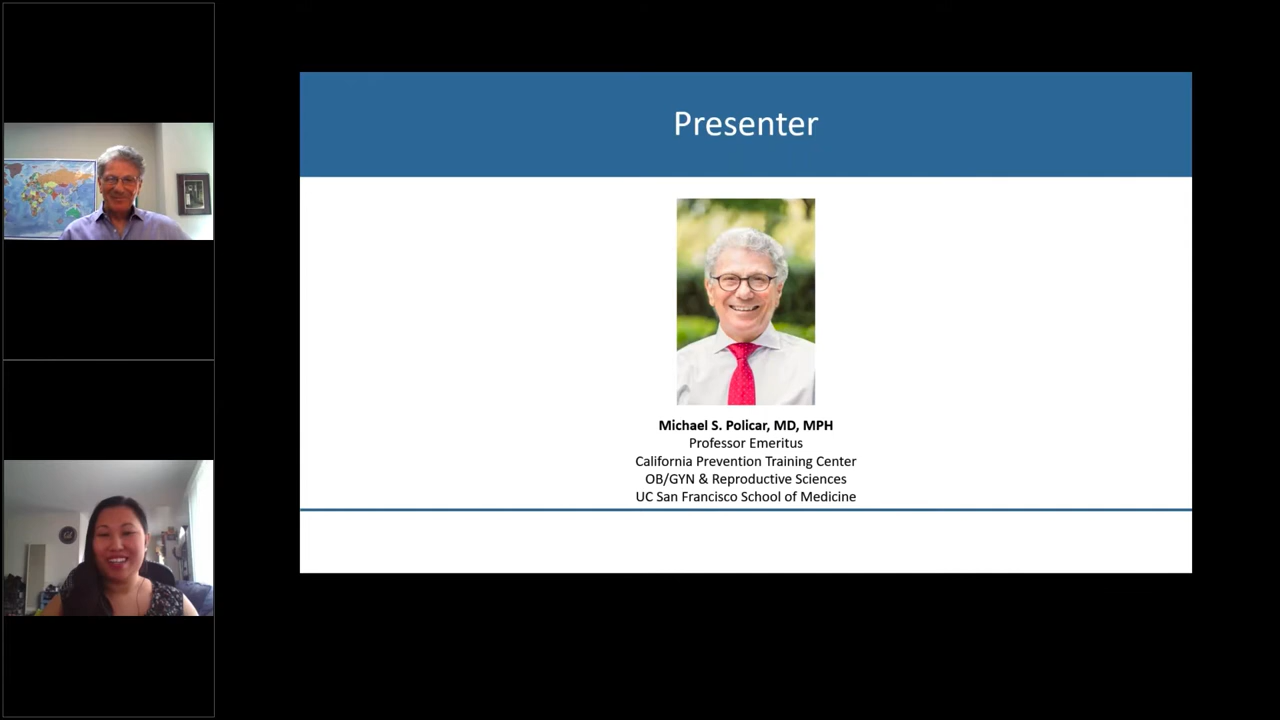 Presenter
Michael S. Policar, MD, MPH
Professor Emeritus
California Prevention Training Center
OB/GYN & Reproductive Sciences
UC San Francisco School of Medicine